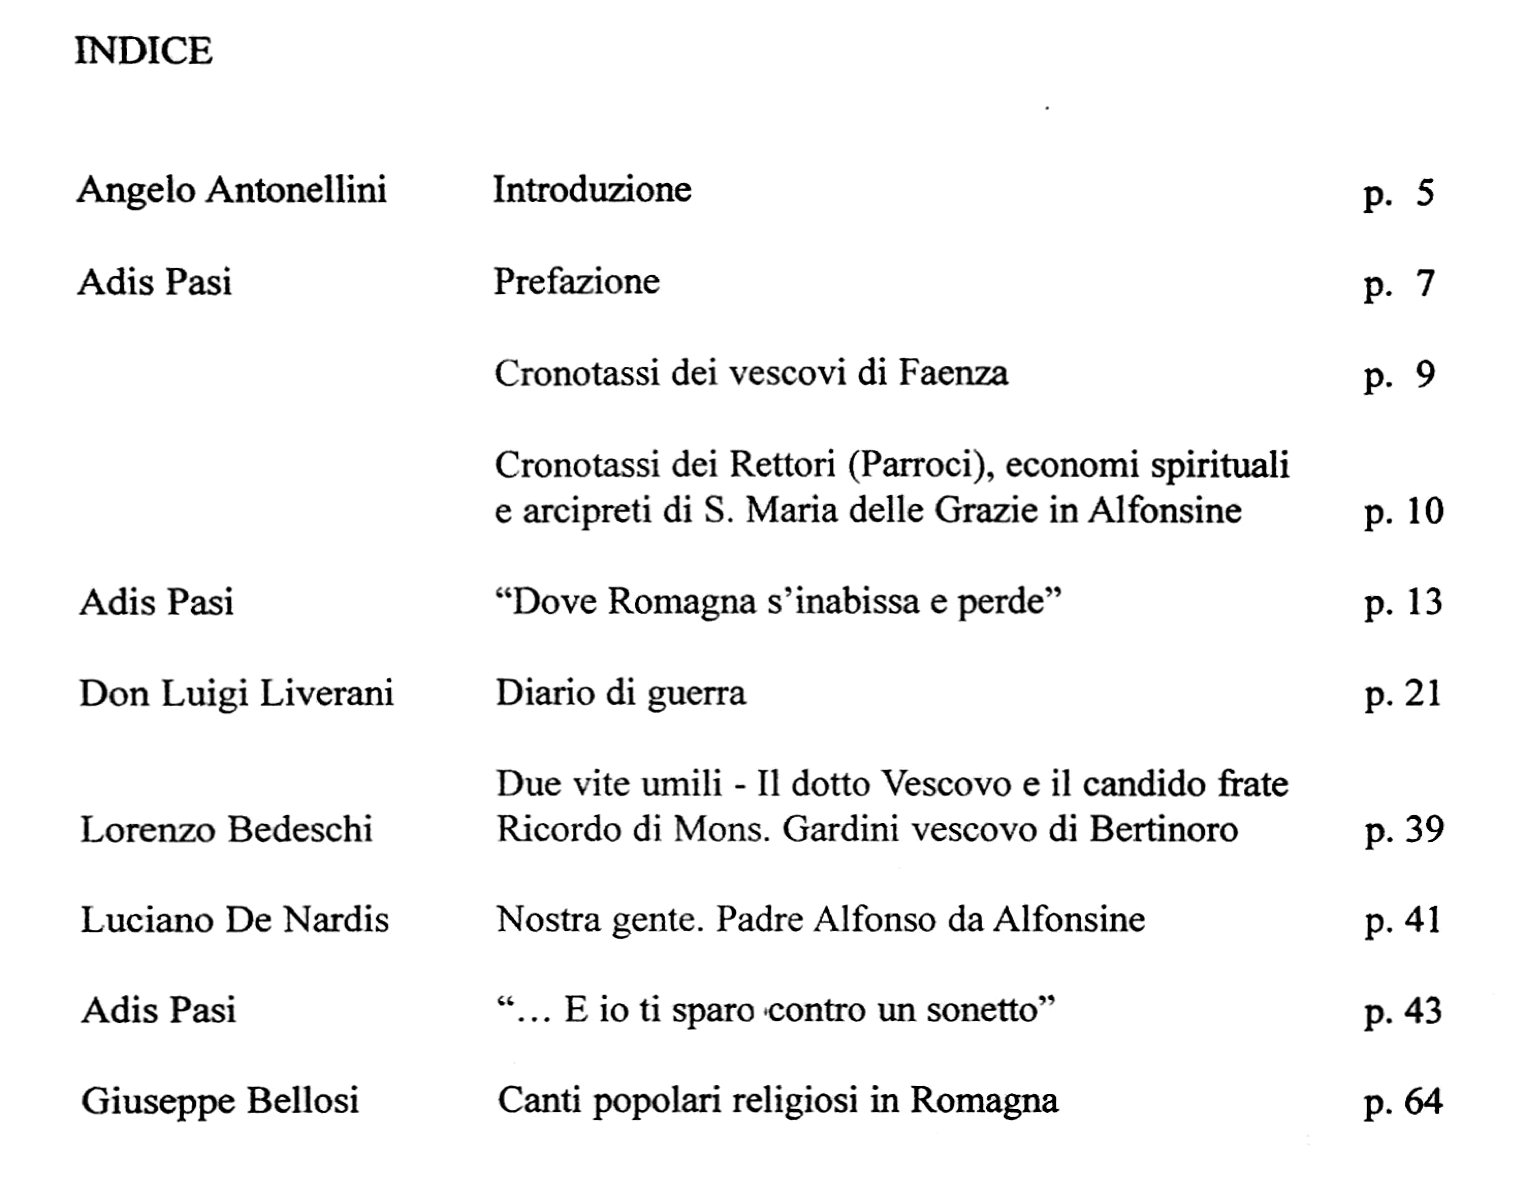 INDICE
Angelo Antonellini Introduzione p. 5
Adis Pasi Prefazione p. 7
Cronotassi dei vescovi di Faenza p. 9
Cronotassi dei Rettori (Parroci), economi spirituali
e arcipreti di S. Maria delle Grazie in Alfonsine p. 10
Adis Pasi “Dove Romagna s’inabissa e perde” p. 13
Don Luigi Liverani Diario di guerra p. 21
Due vite umili - Il dotto Vescovo e il candido frate
Lorenzo Bedeschi Ricordo di Mons. Gardini vescovo di Bertinoro p. 39
Luciano De Nardis Nostra gente. Padre Alfonso da Alfonsine p. 41
Adis Pasi “… E io ti sparo contro un sonetto” p. 43
Giuseppe Bellosi Canti popolari religiosi in Romagna p. 64